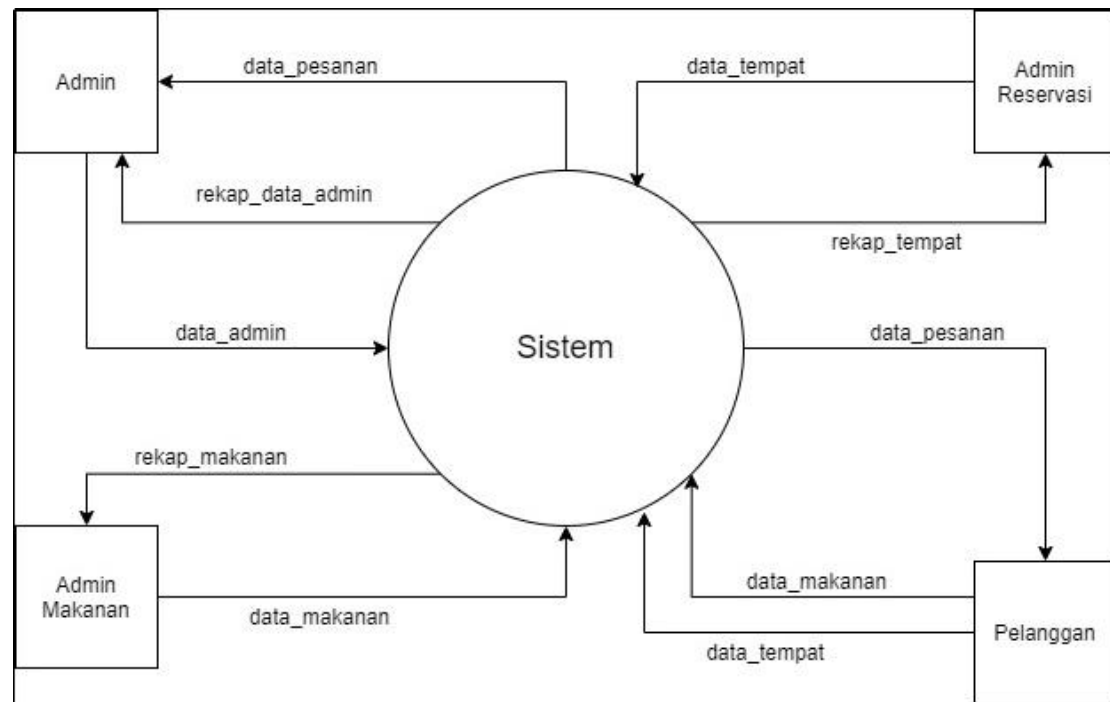 Admin
data_pesanan
data_tempat
Admin
Reservasi
rekap_data_admin
rekap_tempat
data_admin
Sistem
data_pesanan
rekap_makanan
Admin
Makanan
data_makanan
data_makanan
data_tempat
Pelanggan